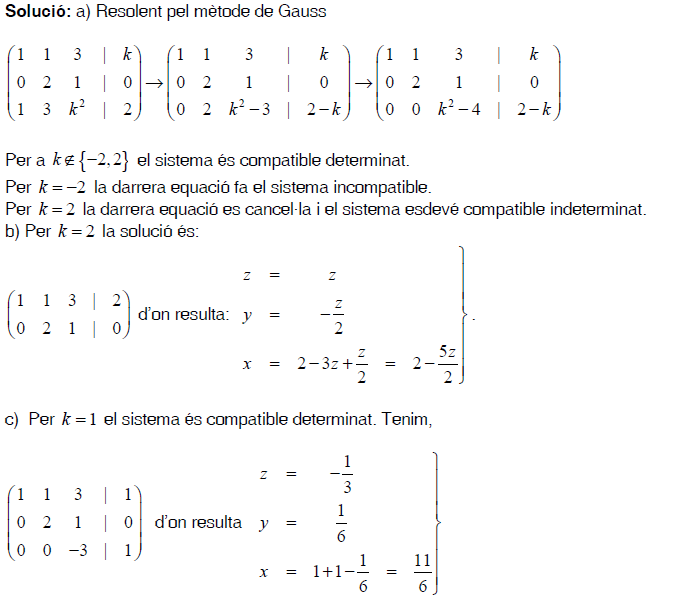 Solució: a) Resolent pel mètode de Gauss
( 1 1 3 | k ) ( 1 1 3 | k ) ( 1 1 3 | k )
( 0 2 1 | 0 ) → ( 0 2 1 | 0 ) → ( 0 2 1 | 0 )
( 1 3 k² | 2 ) ( 0 2 k²−3 | 2−k ) ( 0 0 k²−4 | 2−k )
Per a k ∉ {−2, 2} el sistema és compatible determinat.
Per k = −2 la darrera equació fa el sistema incompatible.
Per k = 2 la darrera equació es cancel·la i el sistema esdevé compatible indeterminat.
b) Per k = 2 la solució és:
z = z
( 1 1 3 | 2 )
( 0 2 1 | 0 ) d'on resulta: y = −z/2 } .
x = 2−3z+z/2 = 2−5z/2
c) Per k = 1 el sistema és compatible determinat. Tenim,
z = −1/3
( 1 1 3 | 1 )
( 0 2 1 | 0 ) d'on resulta y = 1/6 }
( 0 0 −3 | 1 )
x = 1+1−1/6 = 11/6